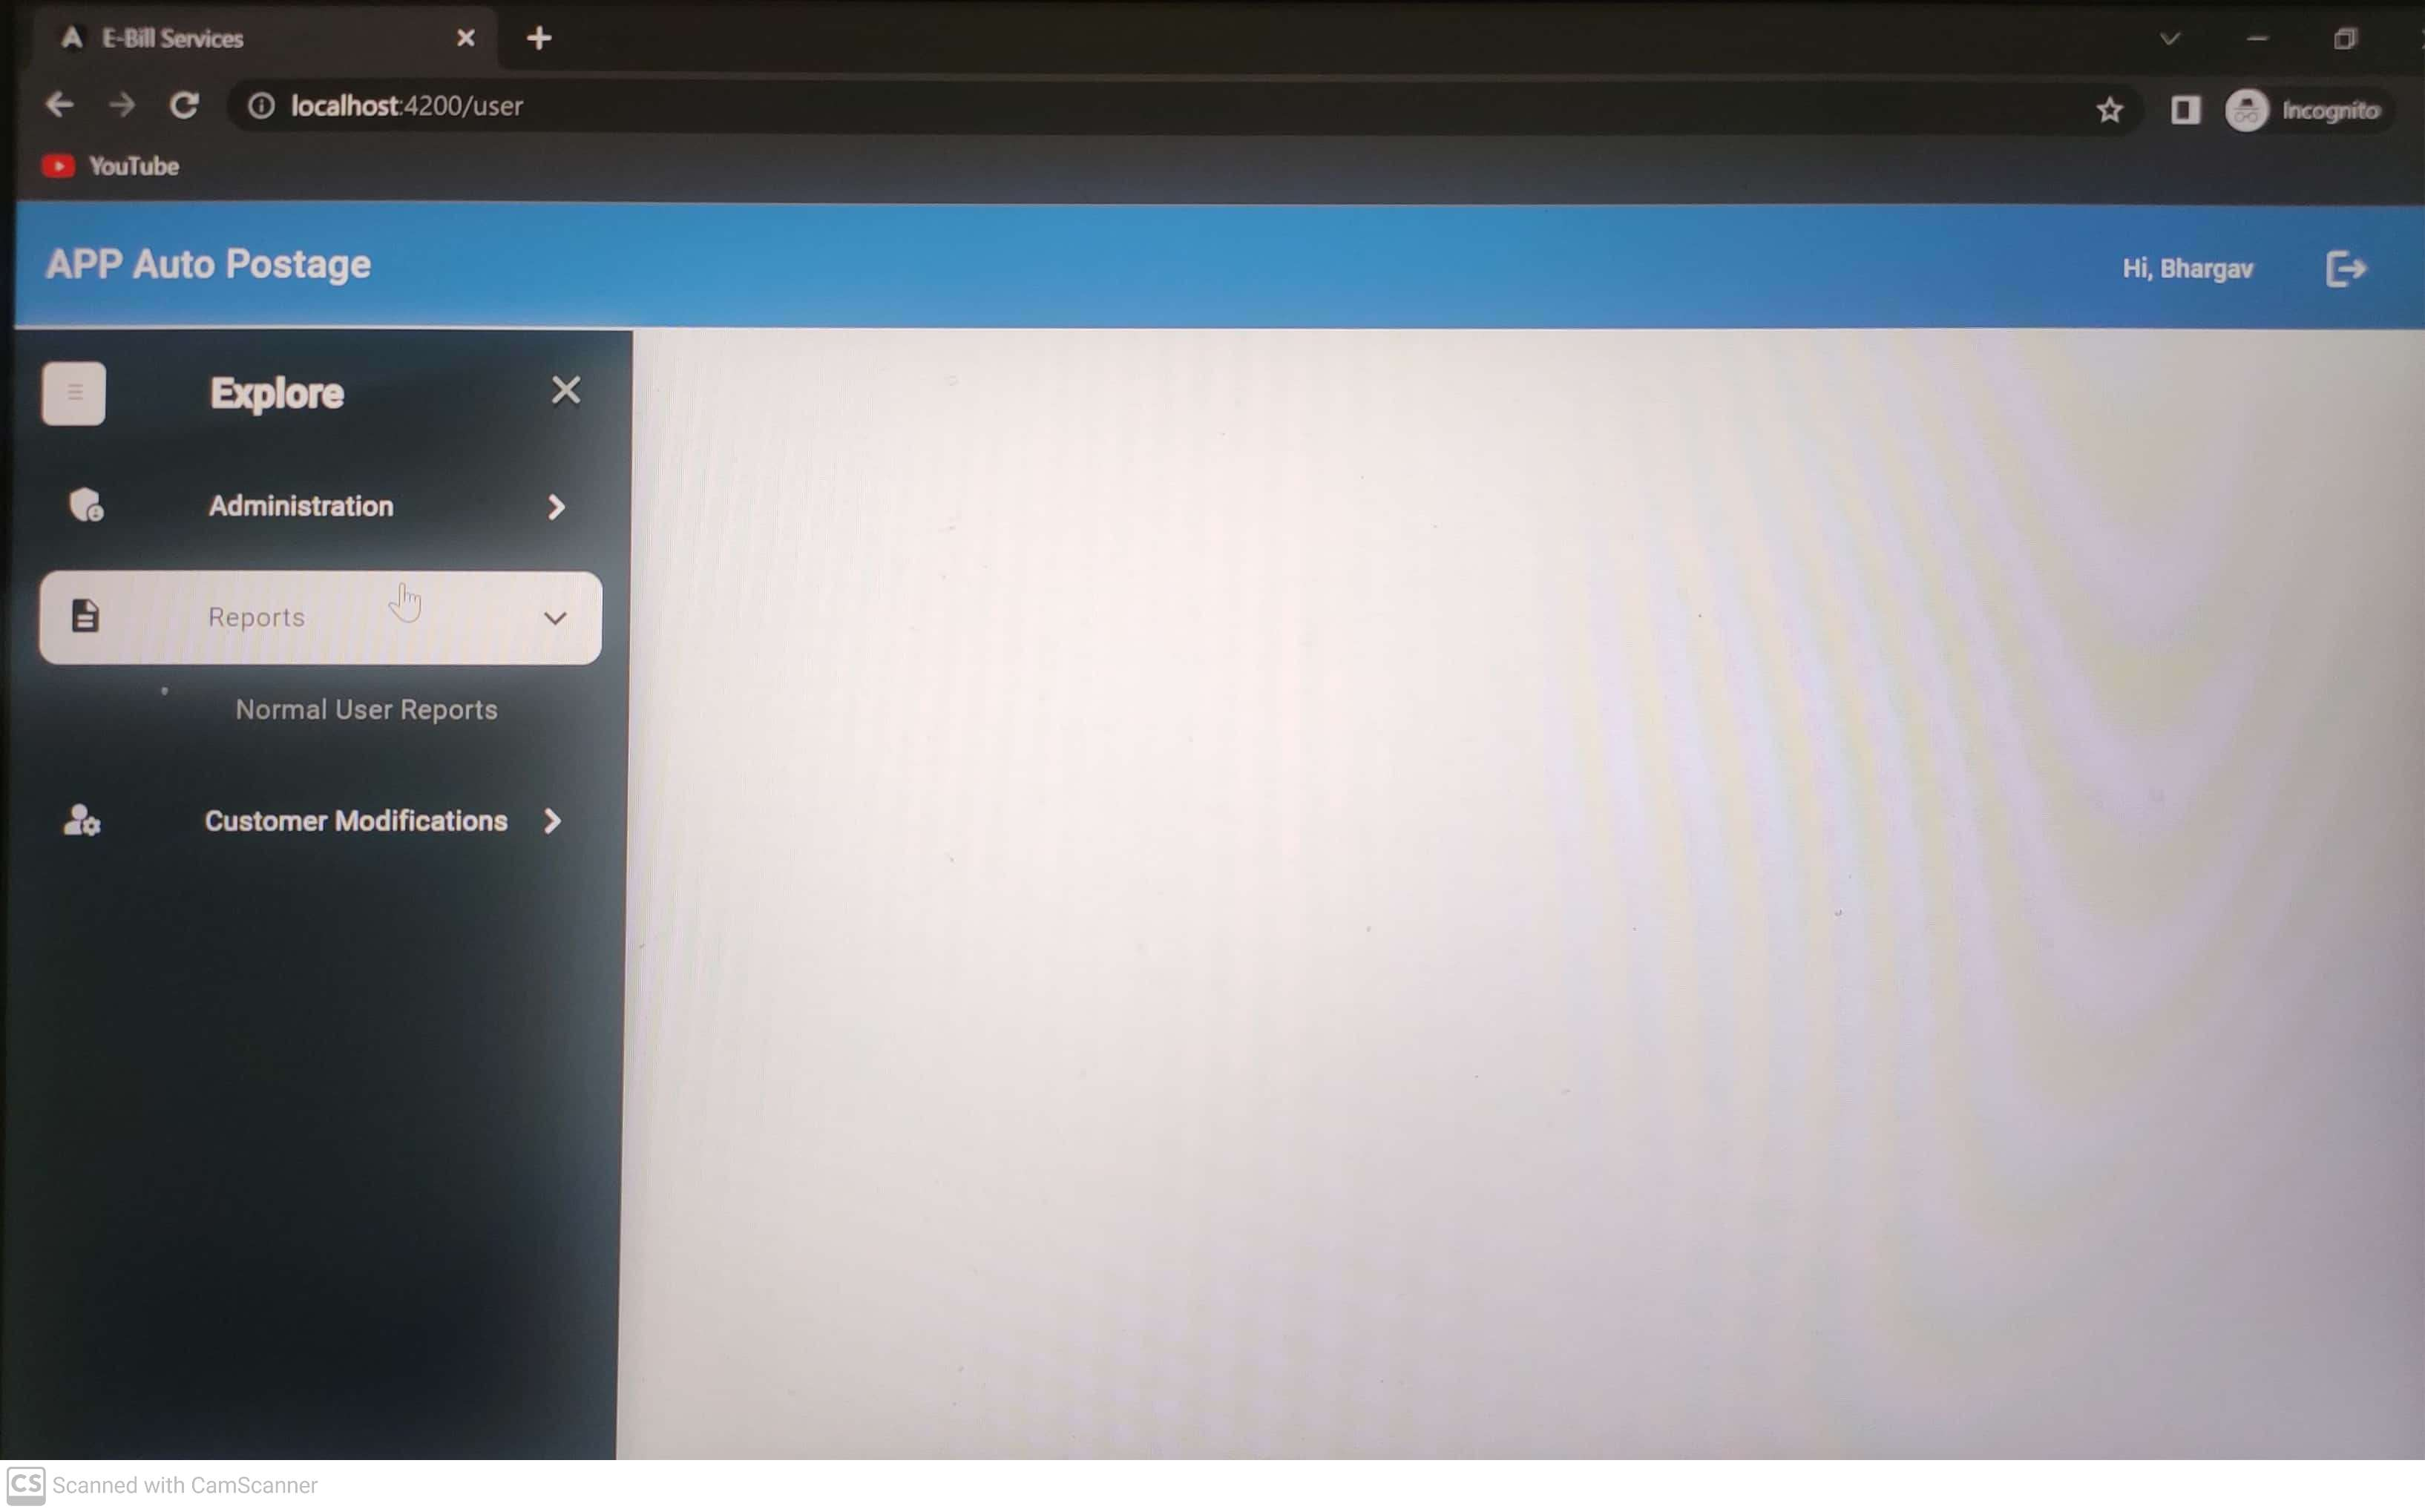 E-Bill Services
localhost:4200/user
Incognito
YouTube
APP Auto Postage
Hi, Bhargav
Explore
Administration
Reports
Normal User Reports
Customer Modifications
CS Scanned with CamScanner